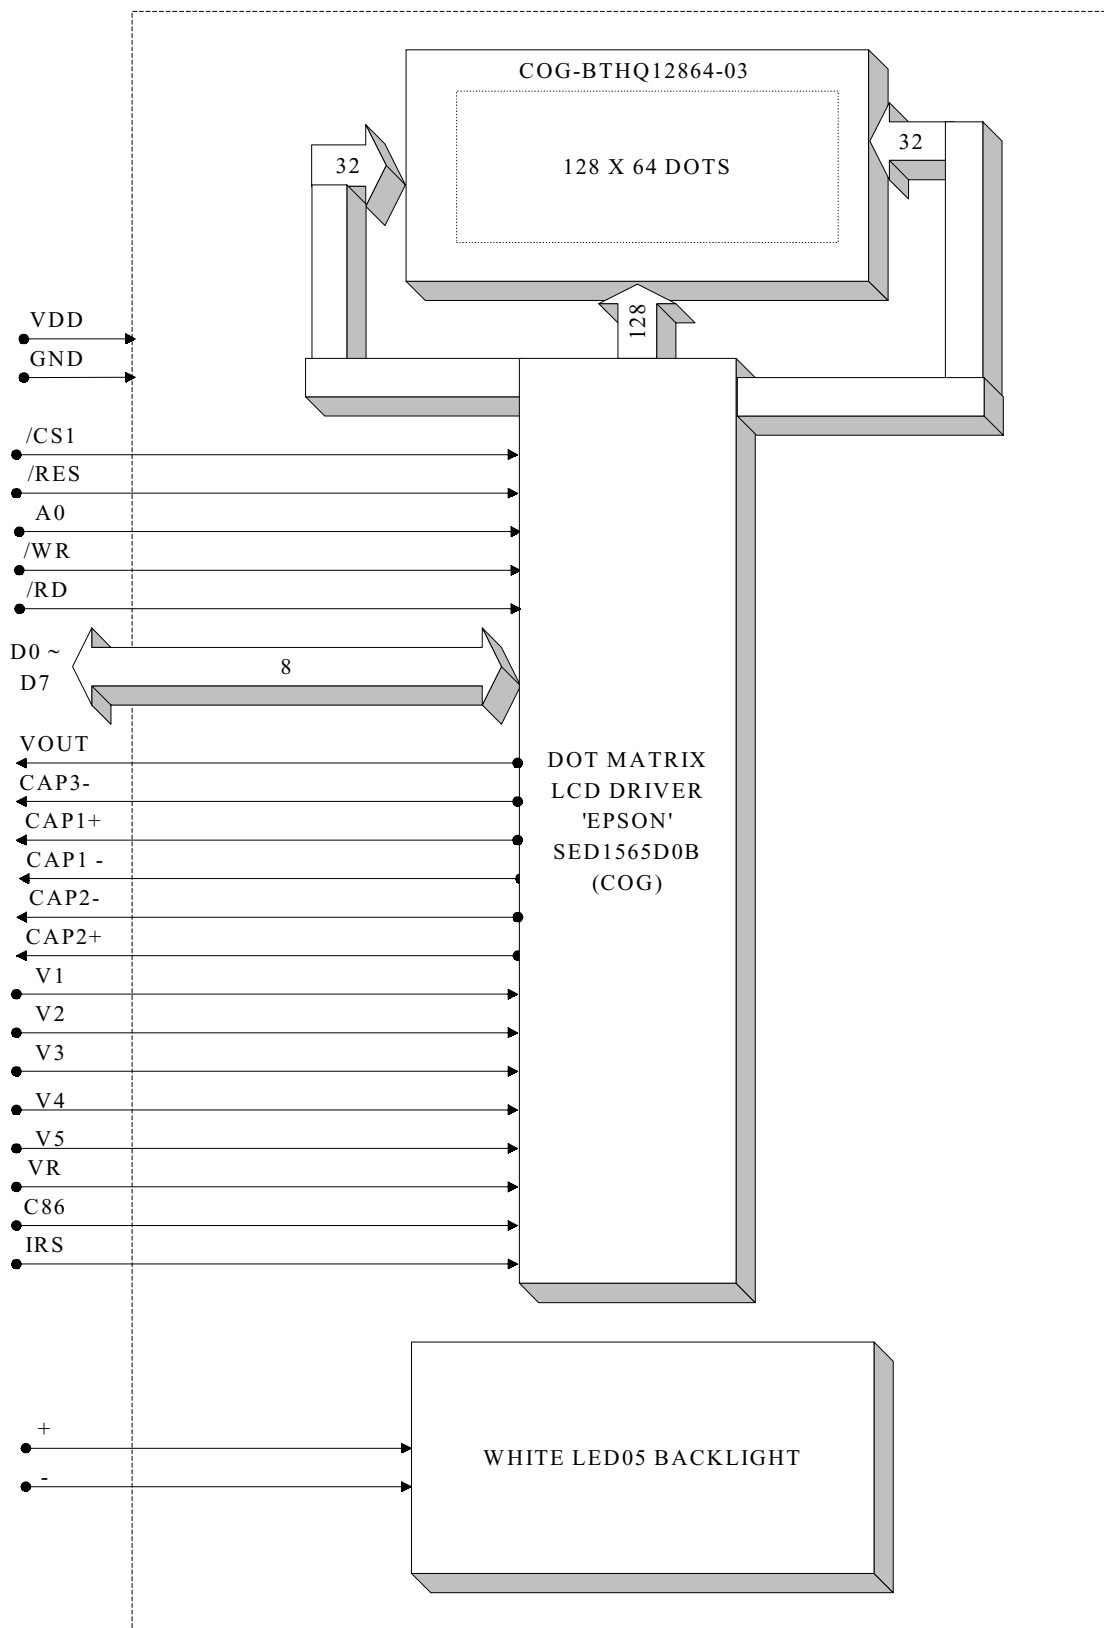 COG-BTHQ12864-03
32
32
128 X 64 DOTS
128
VDD
GND
/CS1
/RES
A0
/WR
/RD
D0 ~
D7
8
VOUT
CAP3-
CAP1+
CAP1 -
CAP2-
CAP2+
V1
V2
V3
V4
V5
VR
C86
IRS
DOT MATRIX
LCD DRIVER
'EPSON'
SED1565D0B
(COG)
+
-
WHITE LED05 BACKLIGHT